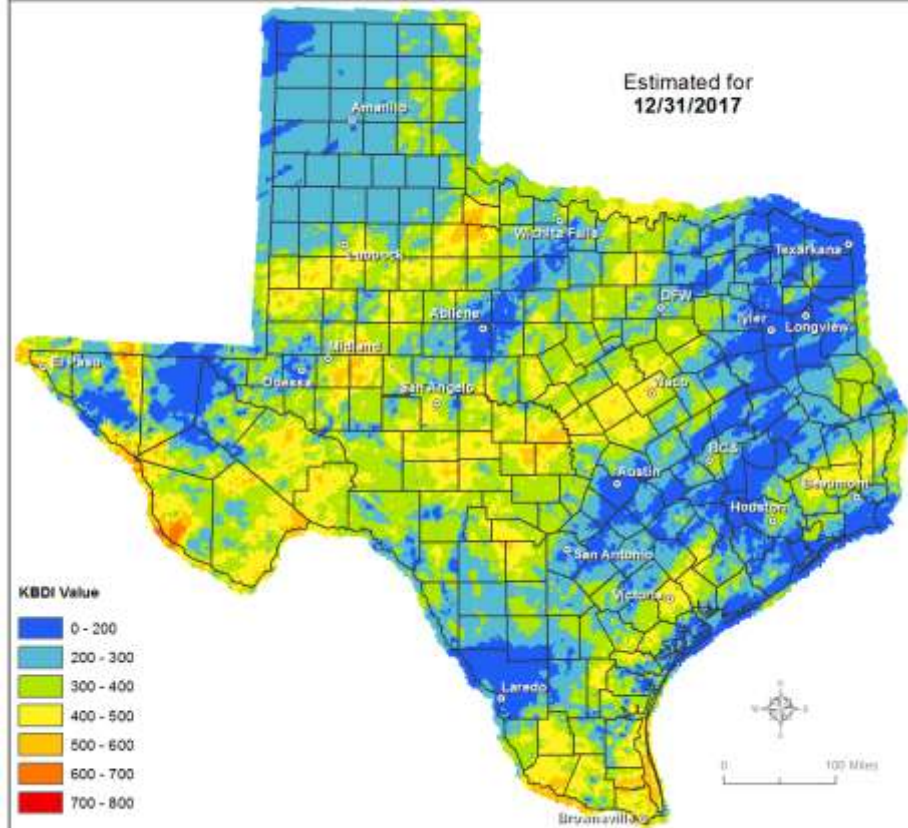 Estimated for
12/31/2017
Amarillo
Wichita Falls
Texarkana
Lubbock
DFW
Abilene
Tyler
Longview
Midland
El Paso
Odessa
San Angelo
Waco
BCS
Austin
Beaumont
Houston
San Antonio
Victoria
KBDI Value
0 - 200
200 - 300
300 - 400
400 - 500
500 - 600
600 - 700
700 - 800
Laredo
0 100 Miles
Brownsville